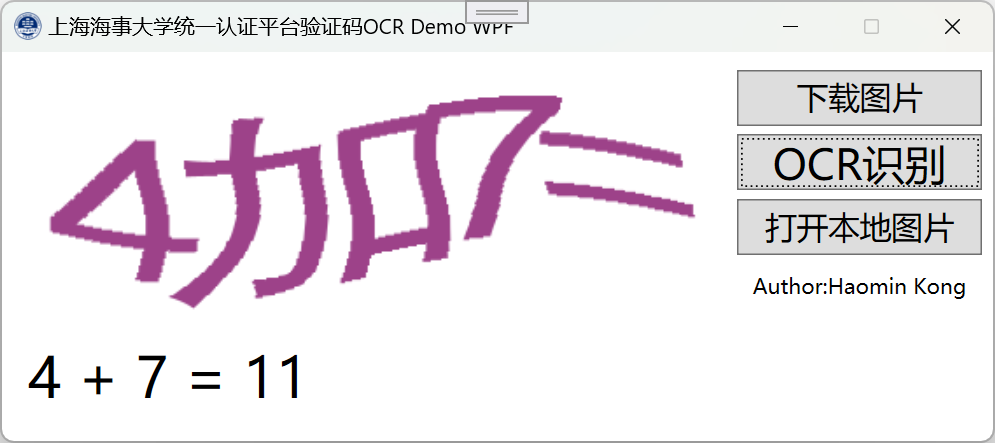 上海海事大学统一认证平台验证码OCR Demo WPF
4加7=
4 + 7 = 11
下载图片
OCR识别
打开本地图片
Author:Haomin Kong